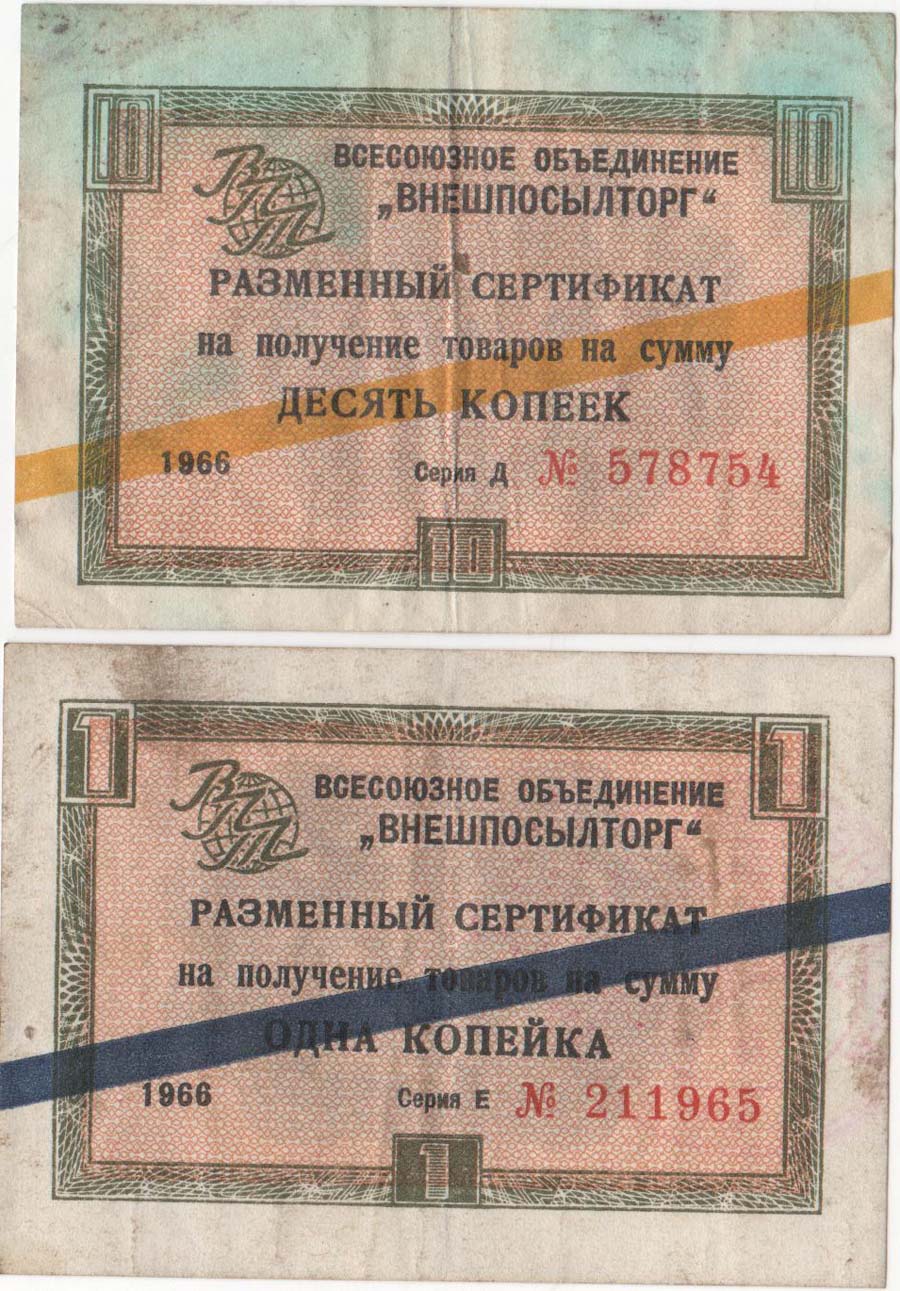 10 10
ВПТ
ВСЕСОЮЗНОЕ ОБЪЕДИНЕНИЕ
„ВНЕШПОСЫЛТОРГ“
РАЗМЕННЫЙ СЕРТИФИКАТ
на получение товаров на сумму
ДЕСЯТЬ КОПЕЕК
1966 Серия Д № 578754
10
1 1
ВПТ
ВСЕСОЮЗНОЕ ОБЪЕДИНЕНИЕ
„ВНЕШПОСЫЛТОРГ“
РАЗМЕННЫЙ СЕРТИФИКАТ
на получение товаров на сумму
ОДНА КОПЕЙКА
1966 Серия Е № 211965
1